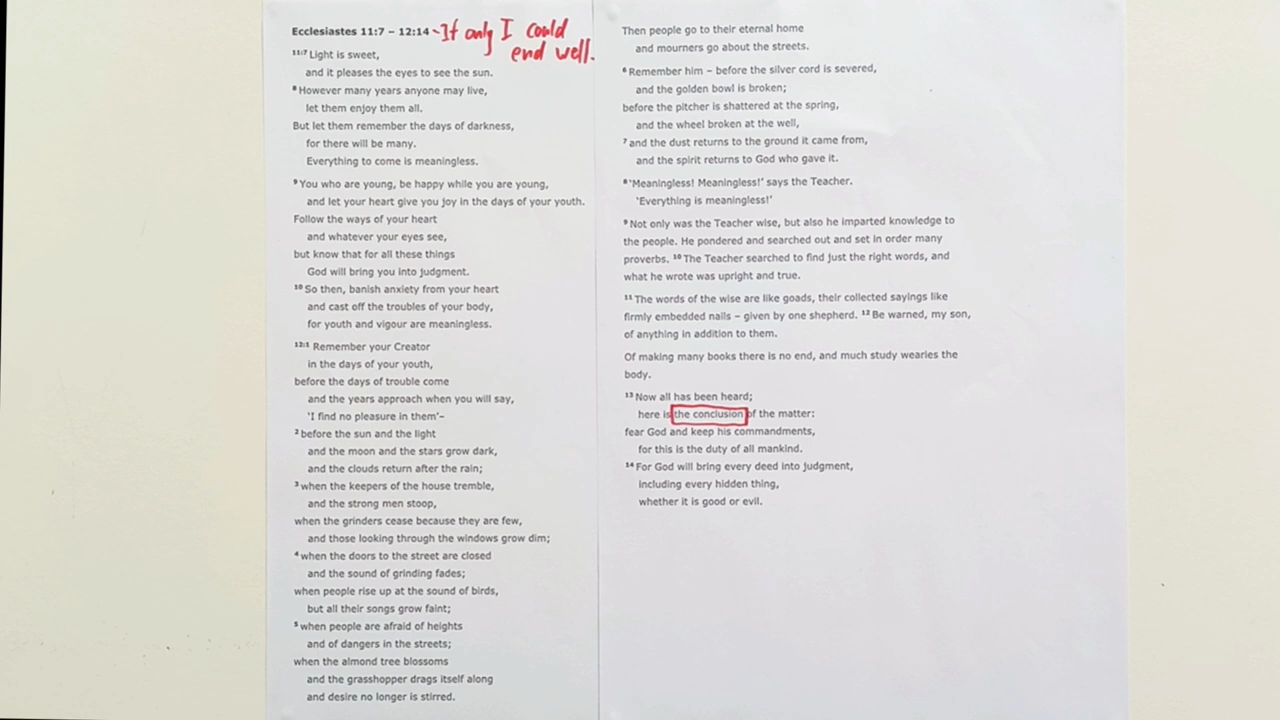 Ecclesiastes 11:7 – 12:14 ~If only I could
end well.
11:7 Light is sweet,
and it pleases the eyes to see the sun.
8 However many years anyone may live,
let them enjoy them all.
But let them remember the days of darkness,
for there will be many.
Everything to come is meaningless.
9 You who are young, be happy while you are young,
and let your heart give you joy in the days of your youth.
Follow the ways of your heart
and whatever your eyes see,
but know that for all these things
God will bring you into judgment.
10 So then, banish anxiety from your heart
and cast off the troubles of your body,
for youth and vigour are meaningless.
12:1 Remember your Creator
in the days of your youth,
before the days of trouble come
and the years approach when you will say,
‘I find no pleasure in them’–
2 before the sun and the light
and the moon and the stars grow dark,
and the clouds return after the rain;
3 when the keepers of the house tremble,
and the strong men stoop,
when the grinders cease because they are few,
and those looking through the windows grow dim;
4 when the doors to the street are closed
and the sound of grinding fades;
when people rise up at the sound of birds,
but all their songs grow faint;
5 when people are afraid of heights
and of dangers in the streets;
when the almond tree blossoms
and the grasshopper drags itself along
and desire no longer is stirred.
Then people go to their eternal home
and mourners go about the streets.
6 Remember him – before the silver cord is severed,
and the golden bowl is broken;
before the pitcher is shattered at the spring,
and the wheel broken at the well,
7 and the dust returns to the ground it came from,
and the spirit returns to God who gave it.
8 ‘Meaningless! Meaningless!’ says the Teacher.
‘Everything is meaningless!’
9 Not only was the Teacher wise, but also he imparted knowledge to
the people. He pondered and searched out and set in order many
proverbs. 10 The Teacher searched to find just the right words, and
what he wrote was upright and true.
11 The words of the wise are like goads, their collected sayings like
firmly embedded nails – given by one shepherd. 12 Be warned, my son,
of anything in addition to them.
Of making many books there is no end, and much study wearies the
body.
13 Now all has been heard;
here is the conclusion of the matter:
fear God and keep his commandments,
for this is the duty of all mankind.
14 For God will bring every deed into judgment,
including every hidden thing,
whether it is good or evil.